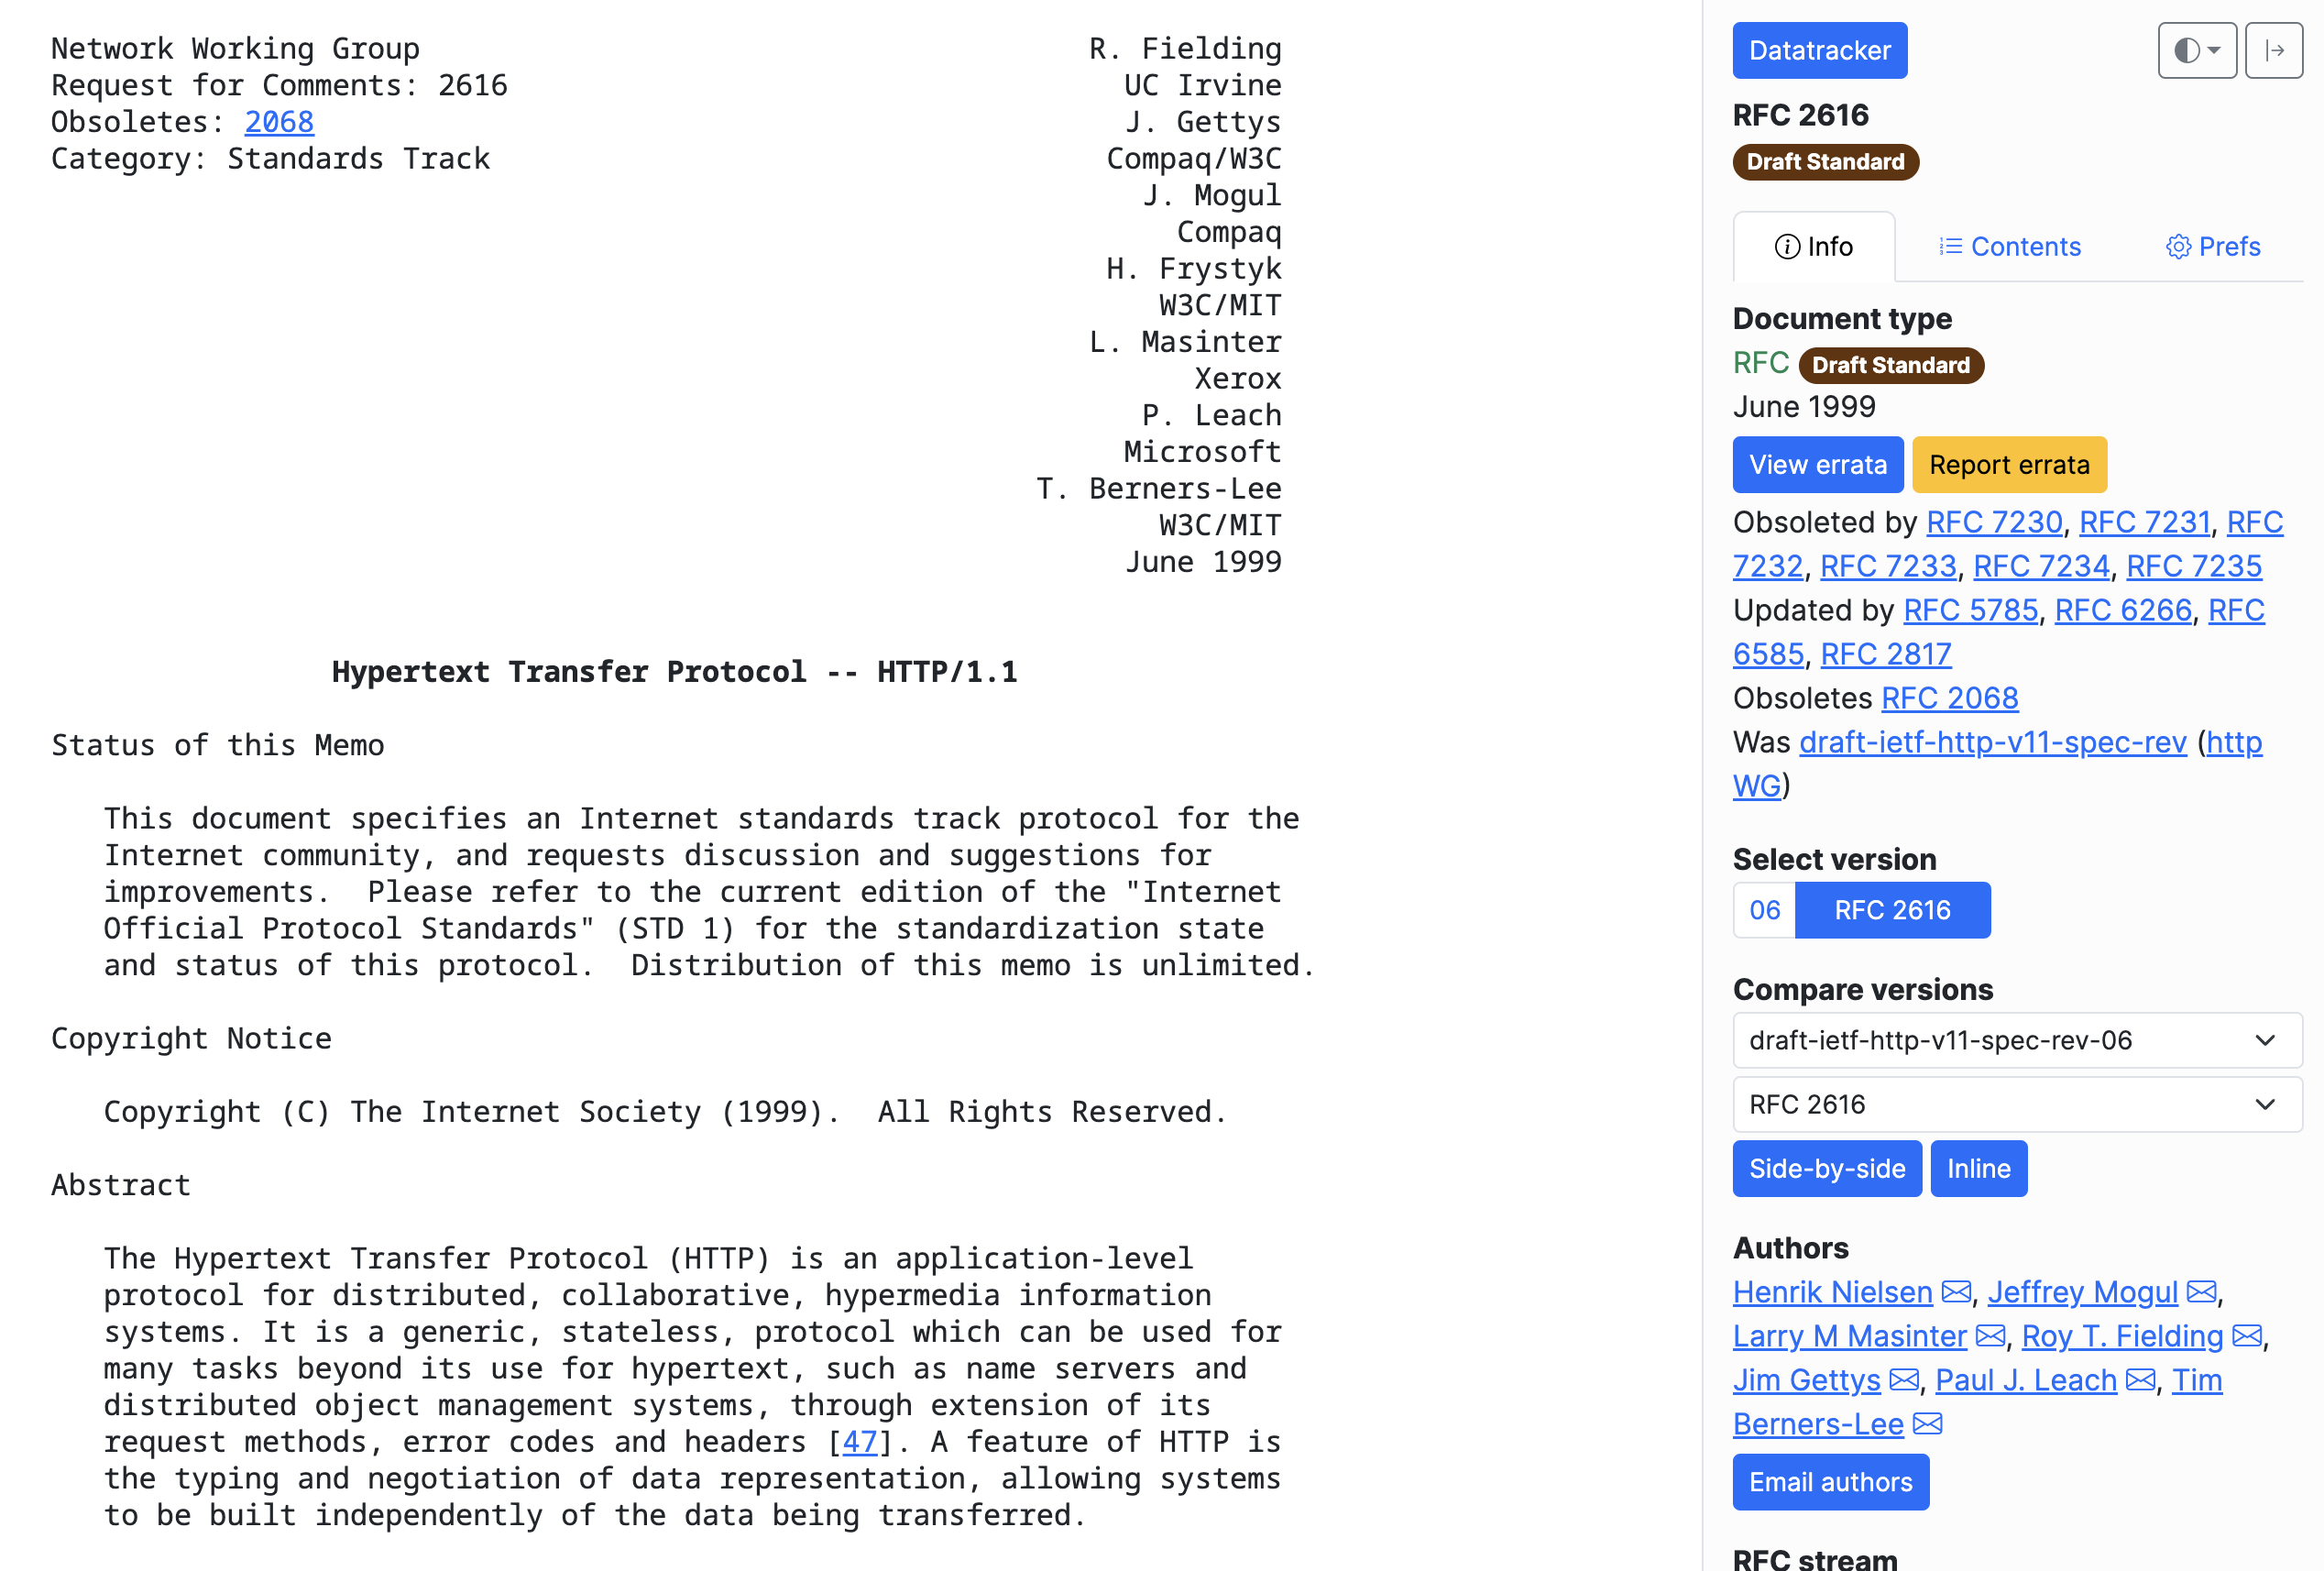 Network Working Group                                      R. Fielding
Request for Comments: 2616                                   UC Irvine
Obsoletes: 2068                                              J. Gettys
Category: Standards Track                                   Compaq/W3C
J. Mogul
Compaq
H. Frystyk
W3C/MIT
L. Masinter
Xerox
P. Leach
Microsoft
T. Berners-Lee
W3C/MIT
June 1999
Hypertext Transfer Protocol -- HTTP/1.1
Status of this Memo
This document specifies an Internet standards track protocol for the
Internet community, and requests discussion and suggestions for
improvements.  Please refer to the current edition of the "Internet
Official Protocol Standards" (STD 1) for the standardization state
and status of this protocol.  Distribution of this memo is unlimited.
Copyright Notice
Copyright (C) The Internet Society (1999).  All Rights Reserved.
Abstract
The Hypertext Transfer Protocol (HTTP) is an application-level
protocol for distributed, collaborative, hypermedia information
systems. It is a generic, stateless, protocol which can be used for
many tasks beyond its use for hypertext, such as name servers and
distributed object management systems, through extension of its
request methods, error codes and headers [47]. A feature of HTTP is
the typing and negotiation of data representation, allowing systems
to be built independently of the data being transferred.
Datatracker
RFC 2616
Draft Standard
Info Contents Prefs
Document type
RFC Draft Standard
June 1999
View errata Report errata
Obsoleted by RFC 7230, RFC 7231, RFC
7232, RFC 7233, RFC 7234, RFC 7235
Updated by RFC 5785, RFC 6266, RFC
6585, RFC 2817
Obsoletes RFC 2068
Was draft-ietf-http-v11-spec-rev (http
WG)
Select version
06 RFC 2616
Compare versions
draft-ietf-http-v11-spec-rev-06
RFC 2616
Side-by-side Inline
Authors
Henrik Nielsen, Jeffrey Mogul,
Larry M Masinter, Roy T. Fielding,
Jim Gettys, Paul J. Leach, Tim
Berners-Lee
Email authors
RFC stream